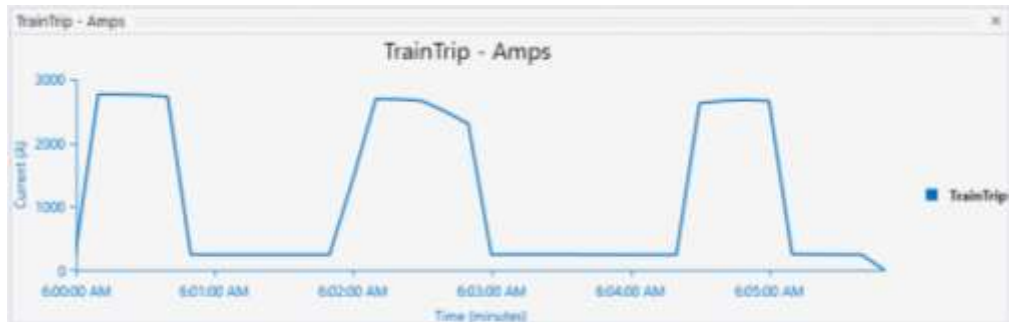 TrainTrip - Amps
TrainTrip - Amps
3000
2000
1000
0
Current (A)
6:00:00 AM 6:01:00 AM 6:02:00 AM 6:03:00 AM 6:04:00 AM 6:05:00 AM
Time (minutes)
TrainTrip